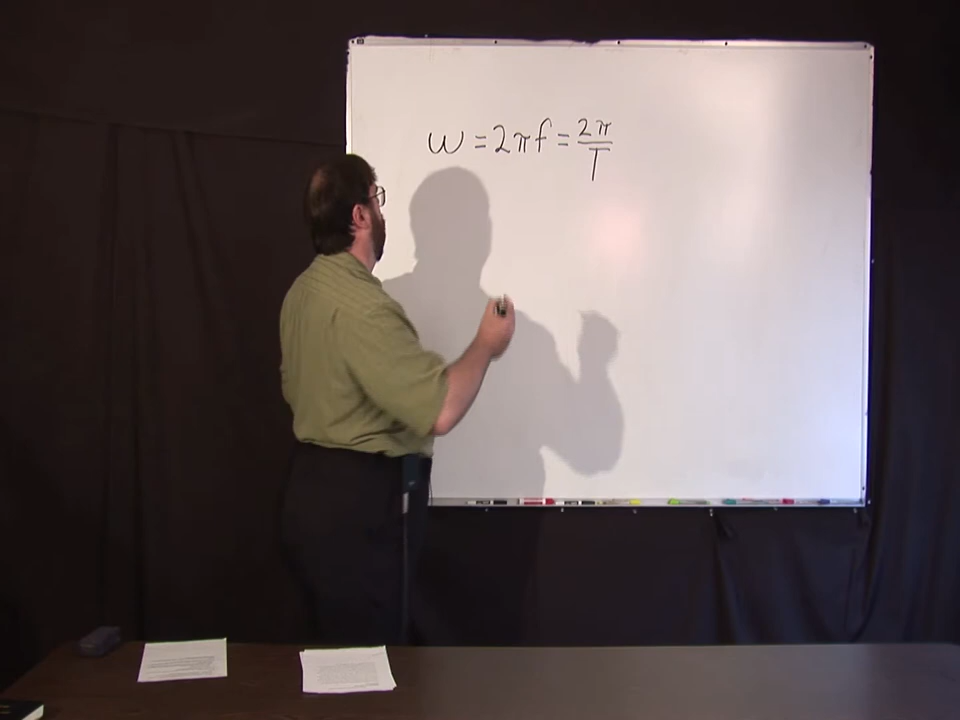 ω = 2πf = 2π/T